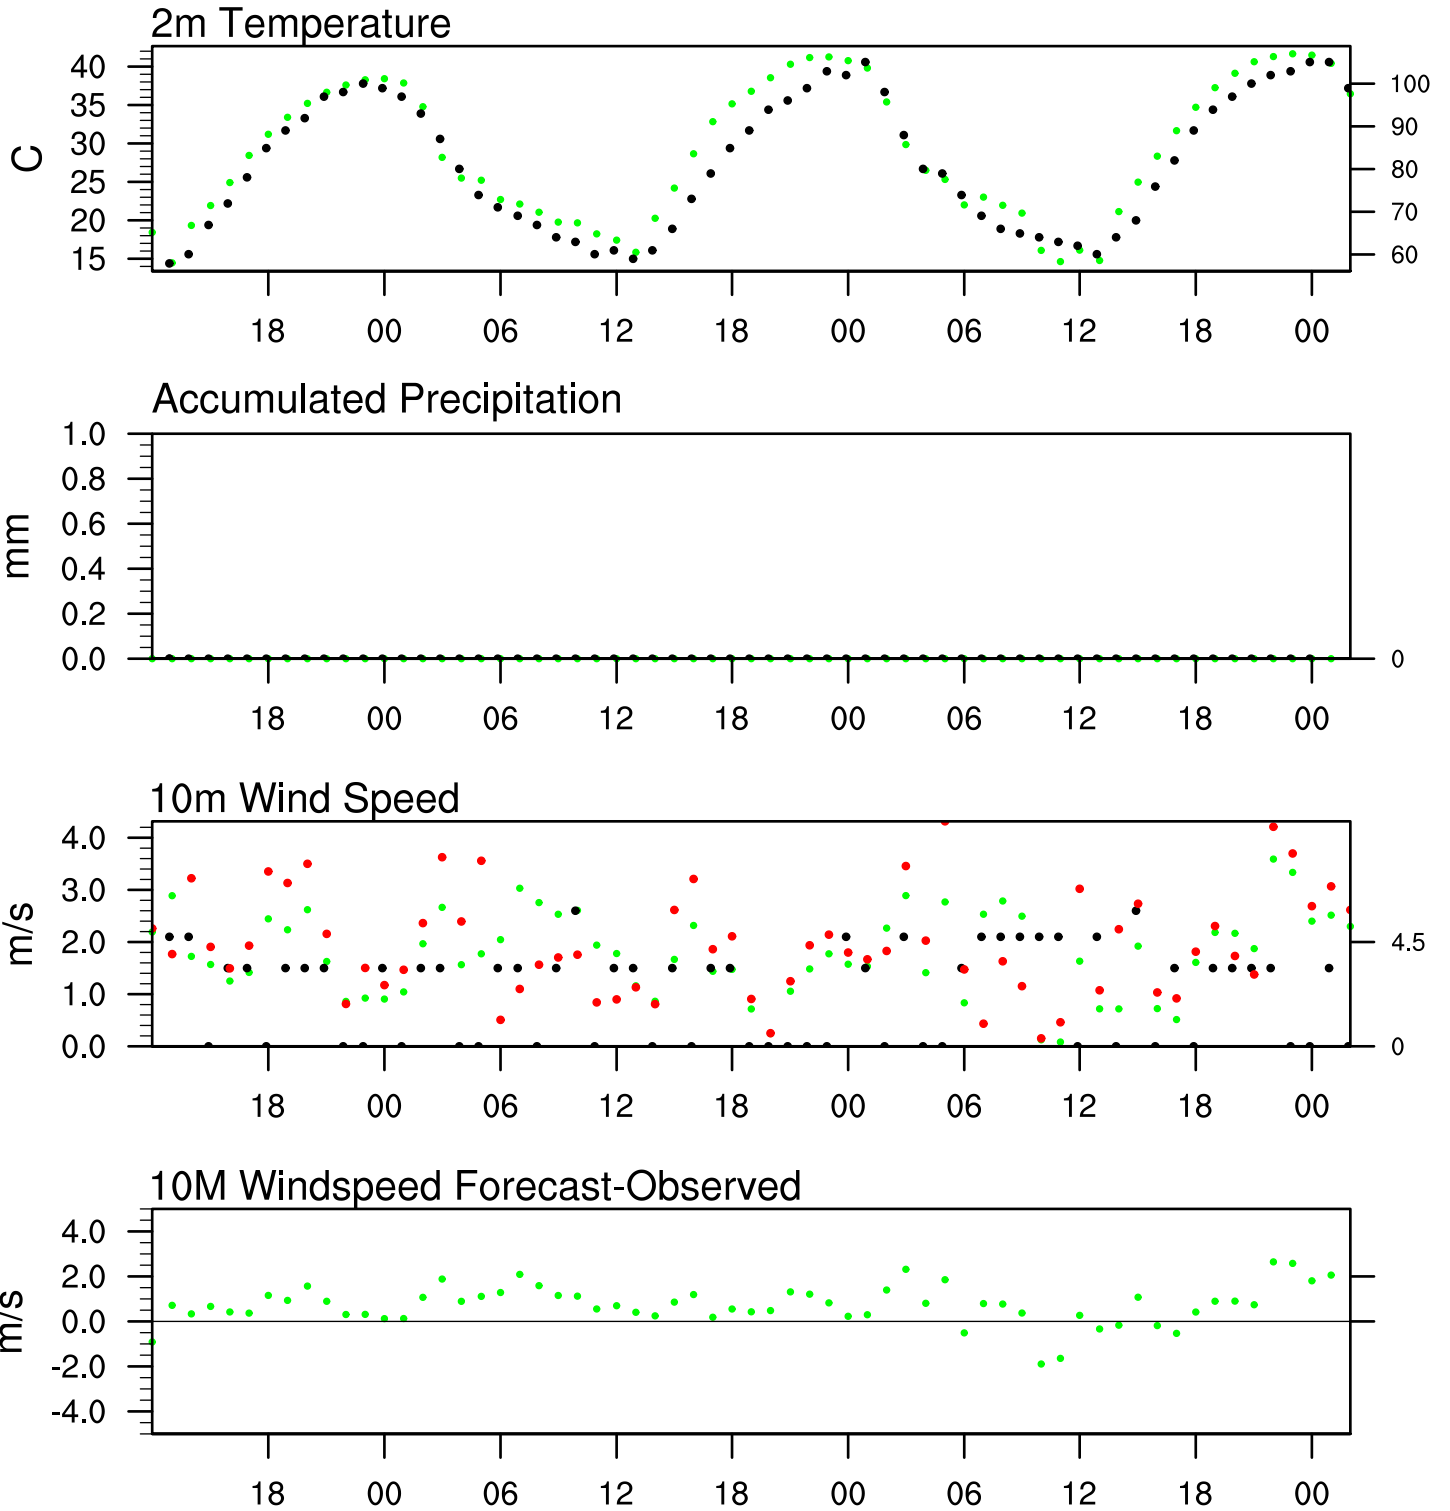 2m Temperature
40
35
30
25
20
15
C
100
90
80
70
60
18 00 06 12 18 00 06 12 18 00
Accumulated Precipitation
1.0
0.8
0.6
0.4
0.2
0.0
mm
0
18 00 06 12 18 00 06 12 18 00
10m Wind Speed
4.0
3.0
2.0
1.0
0.0
m/s
4.5
0
18 00 06 12 18 00 06 12 18 00
10M Windspeed Forecast-Observed
4.0
2.0
0.0
-2.0
-4.0
m/s
18 00 06 12 18 00 06 12 18 00